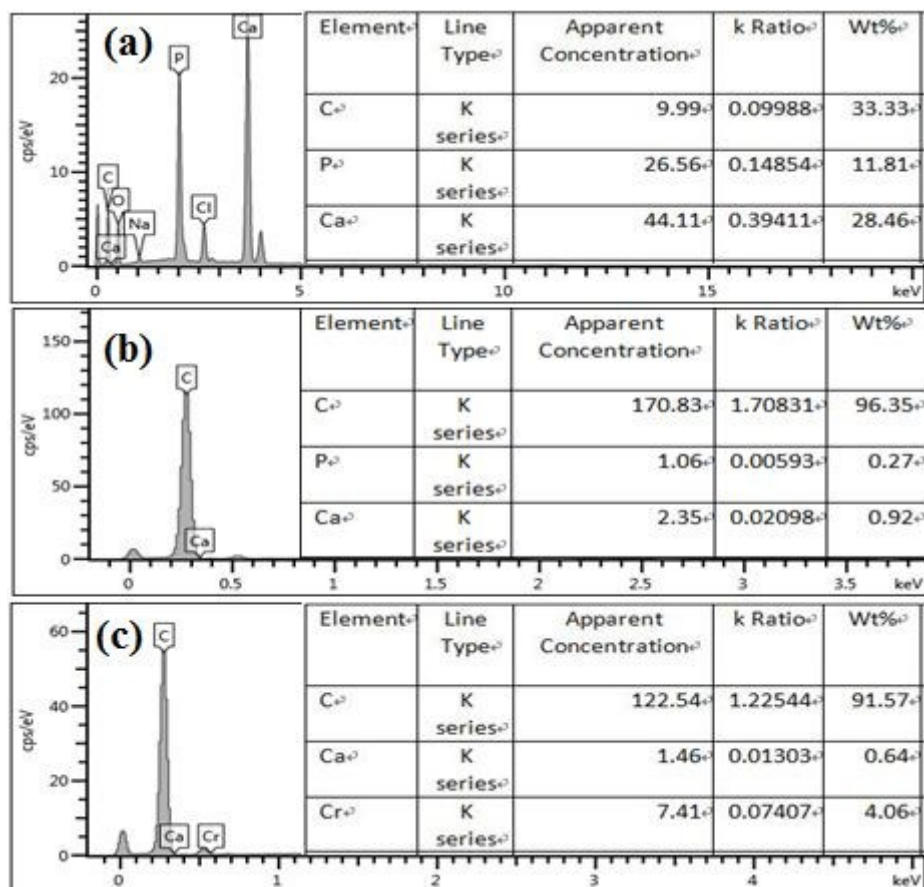 (a)
Element↵ Line Type↵ Apparent Concentration↵ k Ratio↵ Wt%↵
C↵ K series↵ 9.99↵ 0.09988↵ 33.33
P↵ K series↵ 26.56↵ 0.14854↵ 11.81
Ca↵ K series↵ 44.11↵ 0.39411↵ 28.46
cps/eV
20
10
0
C
O
Ca
Na
P
Cl
Ca
0 5 10 15 keV
(b)
Element↵ Line Type↵ Apparent Concentration↵ k Ratio↵ Wt%↵
C↵ K series↵ 170.83↵ 1.70831↵ 96.35
P↵ K series↵ 1.06↵ 0.00593↵ 0.27
Ca↵ K series↵ 2.35↵ 0.02098↵ 0.92
cps/eV
150
100
50
0
C
Ca
0 0.5 1 1.5 2 2.5 3 3.5 keV
(c)
Element↵ Line Type↵ Apparent Concentration↵ k Ratio↵ Wt%↵
C↵ K series↵ 122.54↵ 1.22544↵ 91.57
Ca↵ K series↵ 1.46↵ 0.01303↵ 0.64
Cr↵ K series↵ 7.41↵ 0.07407↵ 4.06
cps/eV
60
40
20
0
C
Ca
Cr
0 1 2 3 4 keV